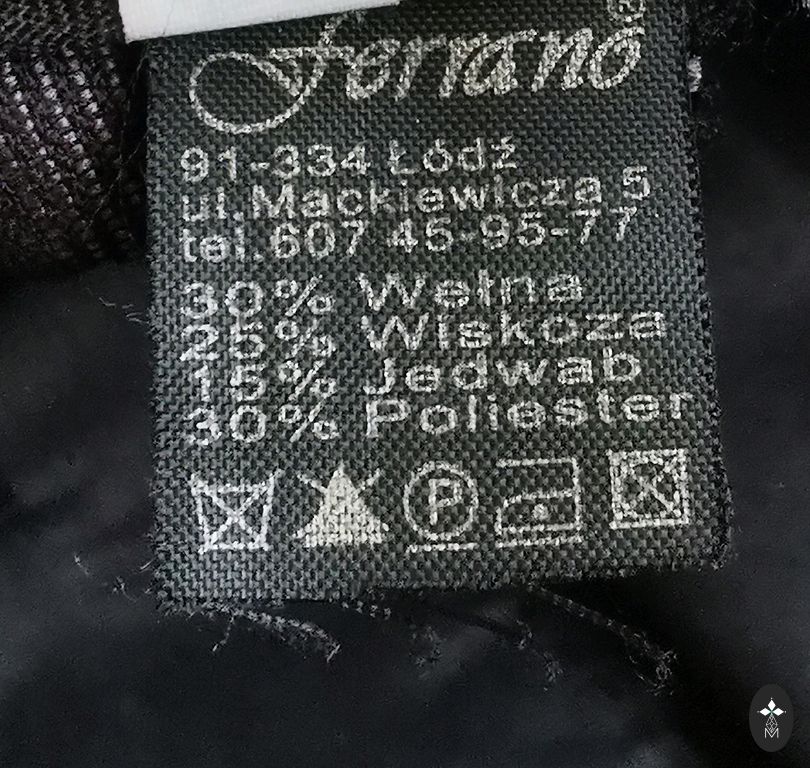 Ferrano ®
91-334 Łódź
ul.Mackiewicza 5
tel.607 45-95-77
30% Wełna
25% Wiskoza
15% Jedwab
30% Poliester
P
M